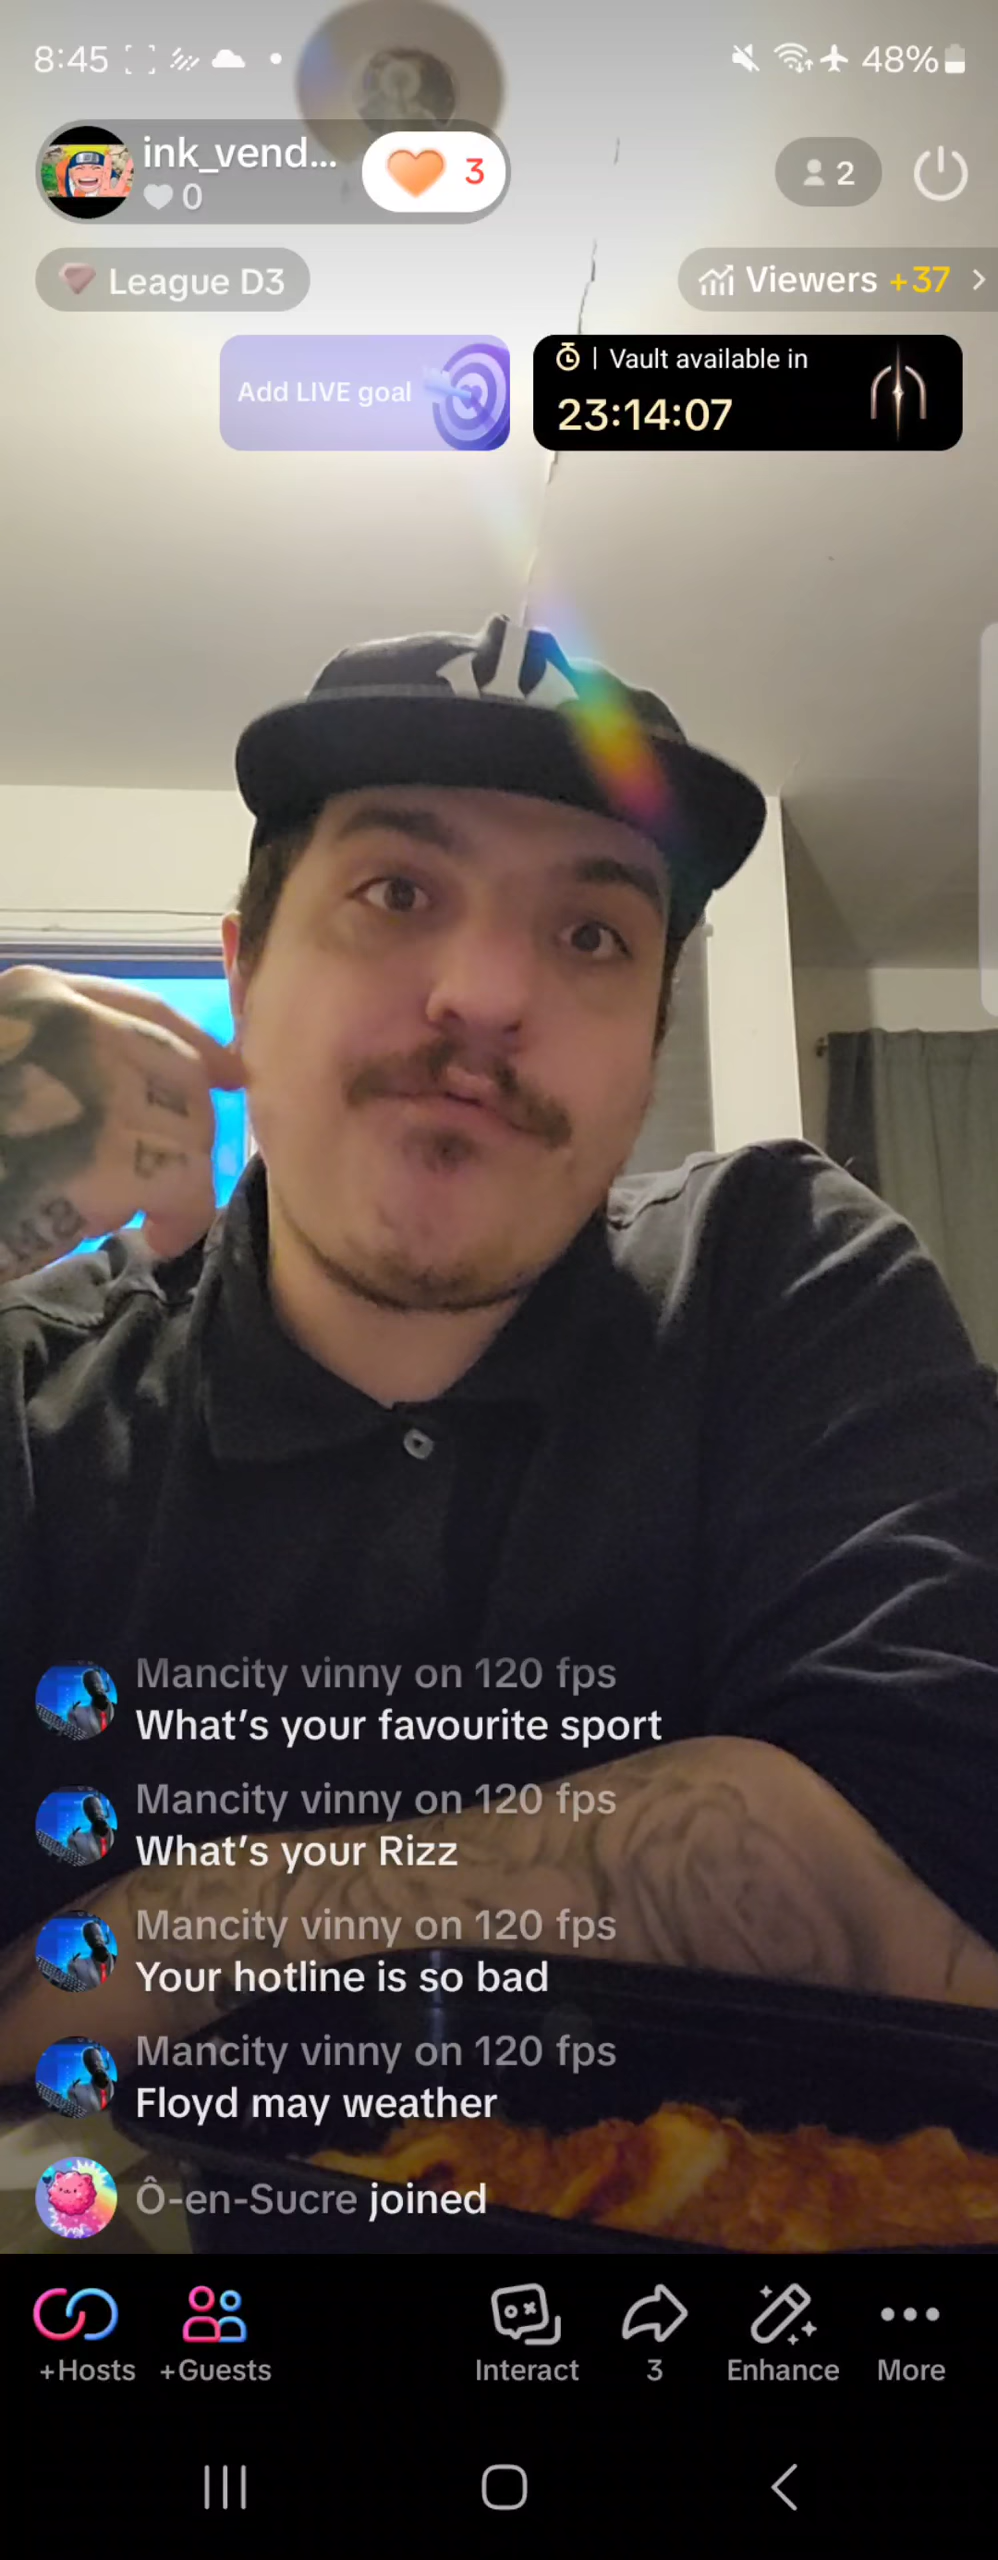 8:45
48%
ink_vend...
0
3
2
League D3
Viewers +37 >
Add LIVE goal
Vault available in
23:14:07
Mancity vinny on 120 fps
What's your favourite sport
Mancity vinny on 120 fps
What's your Rizz
Mancity vinny on 120 fps
Your hotline is so bad
Mancity vinny on 120 fps
Floyd may weather
Ô-en-Sucre joined
+Hosts
+Guests
Interact
3
Enhance
More